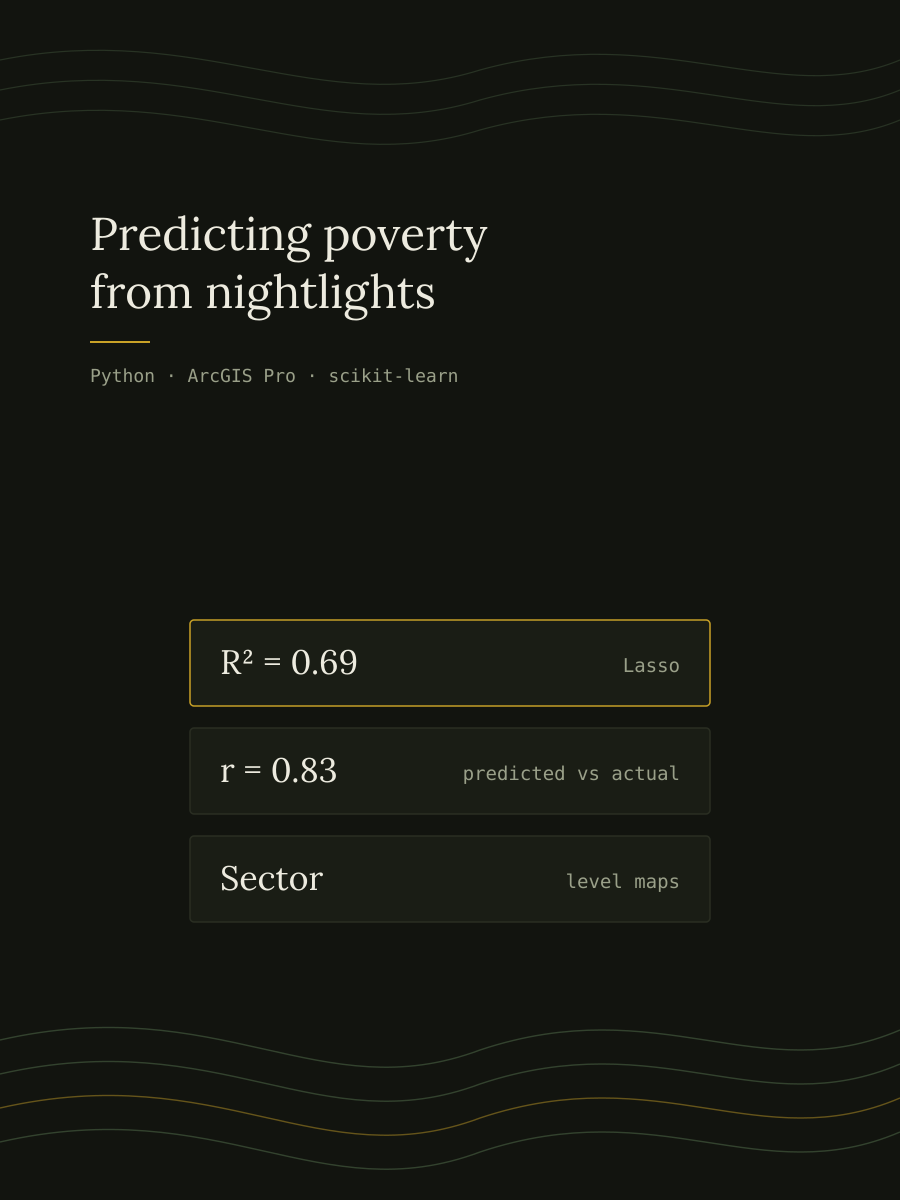 Predicting poverty
from nightlights
Python · ArcGIS Pro · scikit-learn
R² = 0.69 Lasso
r = 0.83 predicted vs actual
Sector level maps